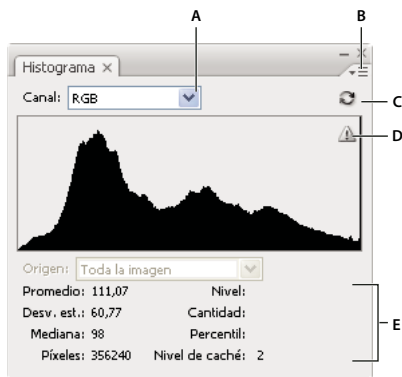 A
B
Histograma
Canal: RGB
C
D
Origen: Toda la imagen
Promedio: 111,07 Nivel:
Desv. est.: 60,77 Cantidad:
E
Mediana: 98 Percentil:
Píxeles: 356240 Nivel de caché: 2